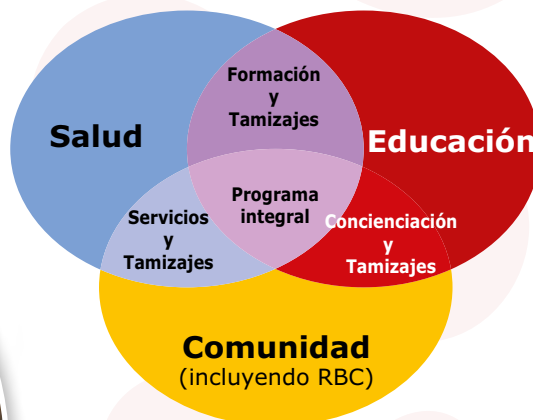 Formación
y
Tamizajes
Salud
Educación
Programa
integral
Servicios
y
Tamizajes
Concienciación
y
Tamizajes
Comunidad
(incluyendo RBC)